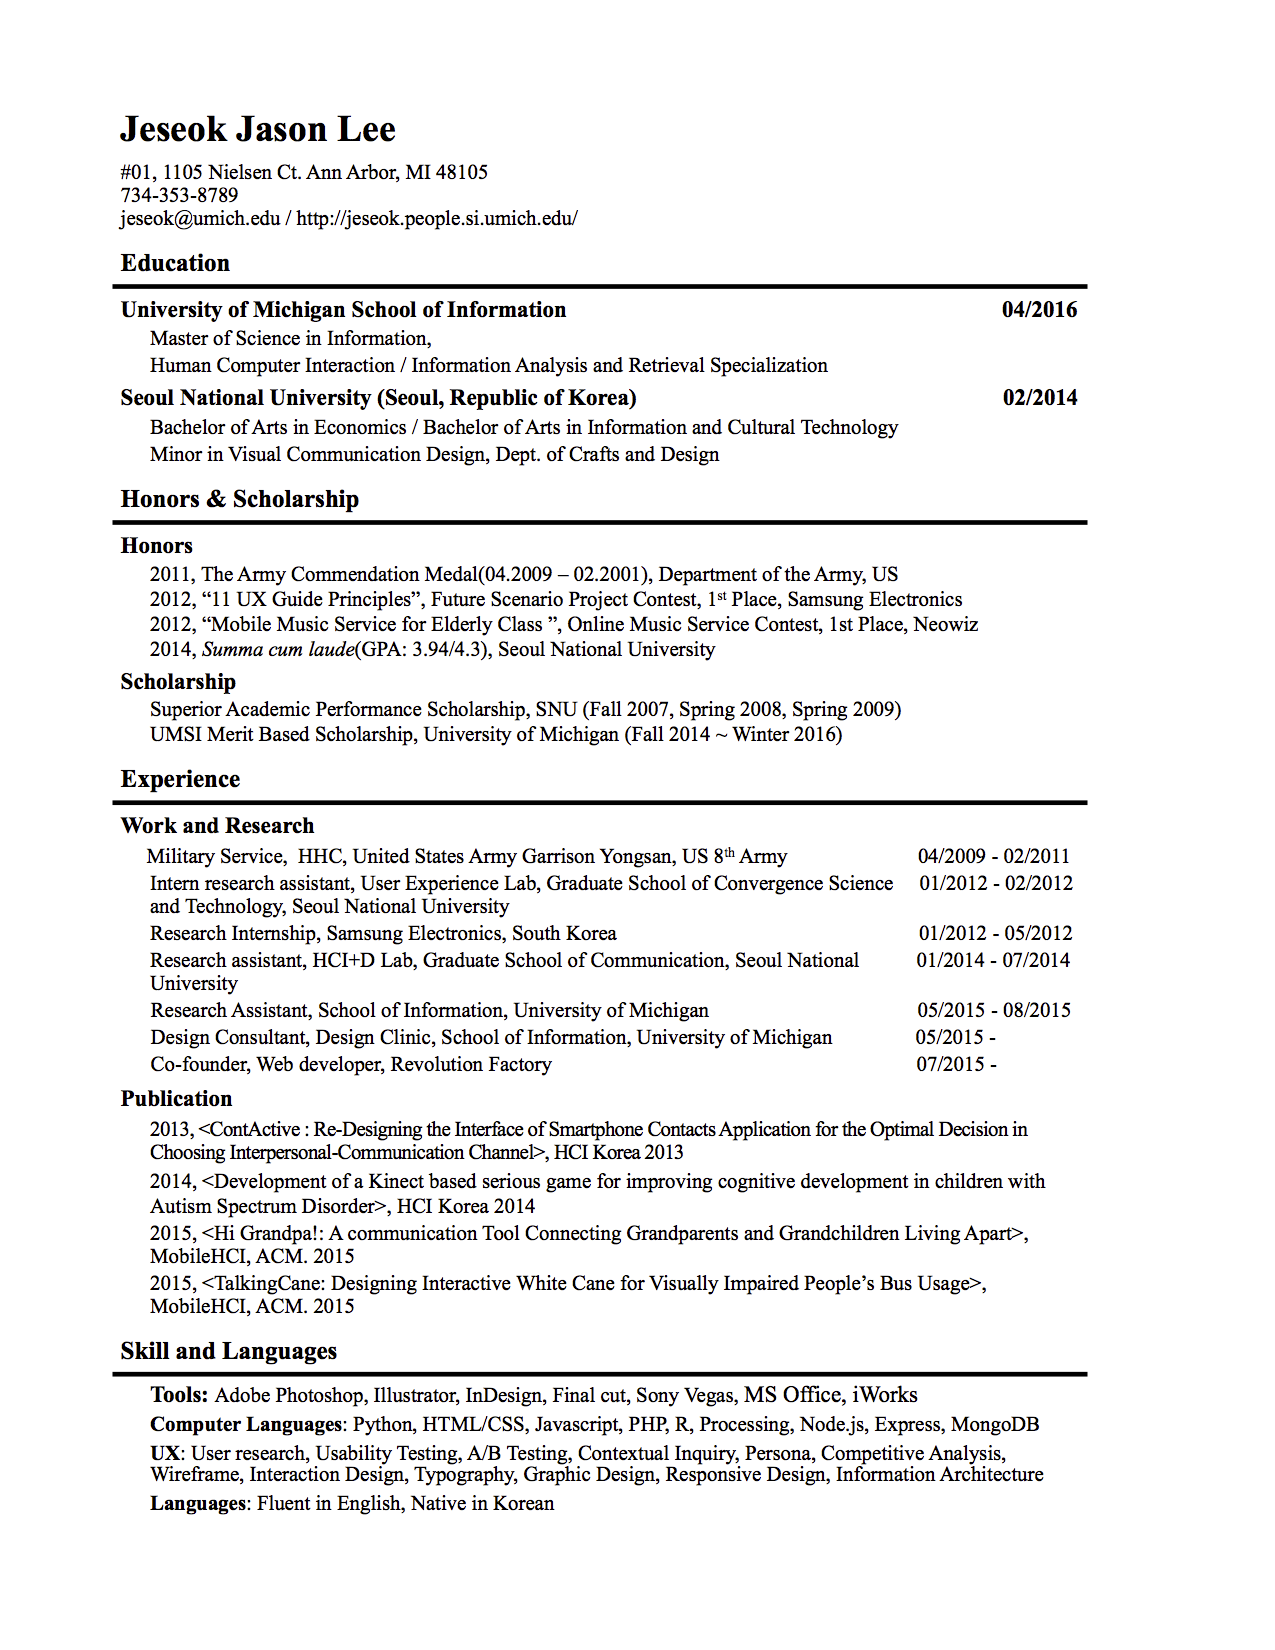 Jeseok Jason Lee
#01, 1105 Nielsen Ct. Ann Arbor, MI 48105
734-353-8789
jeseok@umich.edu / http://jeseok.people.si.umich.edu/
Education
University of Michigan School of Information 04/2016
Master of Science in Information,
Human Computer Interaction / Information Analysis and Retrieval Specialization
Seoul National University (Seoul, Republic of Korea) 02/2014
Bachelor of Arts in Economics / Bachelor of Arts in Information and Cultural Technology
Minor in Visual Communication Design, Dept. of Crafts and Design
Honors & Scholarship
Honors
2011, The Army Commendation Medal(04.2009 – 02.2001), Department of the Army, US
2012, “11 UX Guide Principles”, Future Scenario Project Contest, 1st Place, Samsung Electronics
2012, “Mobile Music Service for Elderly Class ”, Online Music Service Contest, 1st Place, Neowiz
2014, Summa cum laude(GPA: 3.94/4.3), Seoul National University
Scholarship
Superior Academic Performance Scholarship, SNU (Fall 2007, Spring 2008, Spring 2009)
UMSI Merit Based Scholarship, University of Michigan (Fall 2014 ~ Winter 2016)
Experience
Work and Research
Military Service, HHC, United States Army Garrison Yongsan, US 8th Army 04/2009 - 02/2011
Intern research assistant, User Experience Lab, Graduate School of Convergence Science 01/2012 - 02/2012
and Technology, Seoul National University
Research Internship, Samsung Electronics, South Korea 01/2012 - 05/2012
Research assistant, HCI+D Lab, Graduate School of Communication, Seoul National 01/2014 - 07/2014
University
Research Assistant, School of Information, University of Michigan 05/2015 - 08/2015
Design Consultant, Design Clinic, School of Information, University of Michigan 05/2015 -
Co-founder, Web developer, Revolution Factory 07/2015 -
Publication
2013, <ContActive : Re-Designing the Interface of Smartphone Contacts Application for the Optimal Decision in
Choosing Interpersonal-Communication Channel>, HCI Korea 2013
2014, <Development of a Kinect based serious game for improving cognitive development in children with
Autism Spectrum Disorder>, HCI Korea 2014
2015, <Hi Grandpa!: A communication Tool Connecting Grandparents and Grandchildren Living Apart>,
MobileHCI, ACM. 2015
2015, <TalkingCane: Designing Interactive White Cane for Visually Impaired People’s Bus Usage>,
MobileHCI, ACM. 2015
Skill and Languages
Tools: Adobe Photoshop, Illustrator, InDesign, Final cut, Sony Vegas, MS Office, iWorks
Computer Languages: Python, HTML/CSS, Javascript, PHP, R, Processing, Node.js, Express, MongoDB
UX: User research, Usability Testing, A/B Testing, Contextual Inquiry, Persona, Competitive Analysis,
Wireframe, Interaction Design, Typography, Graphic Design, Responsive Design, Information Architecture
Languages: Fluent in English, Native in Korean